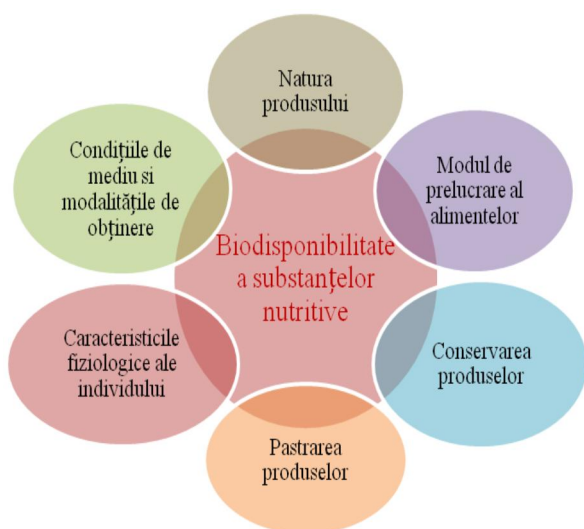 Natura
produsului
Modul de
prelucrare al
alimentelor
Conservarea
produselor
Pastrarea
produselor
Caracteristicile
fiziologice ale
individului
Condițiile de
mediu si
modalitățile de
obținere
Biodisponibilitate
a substanțelor
nutritive